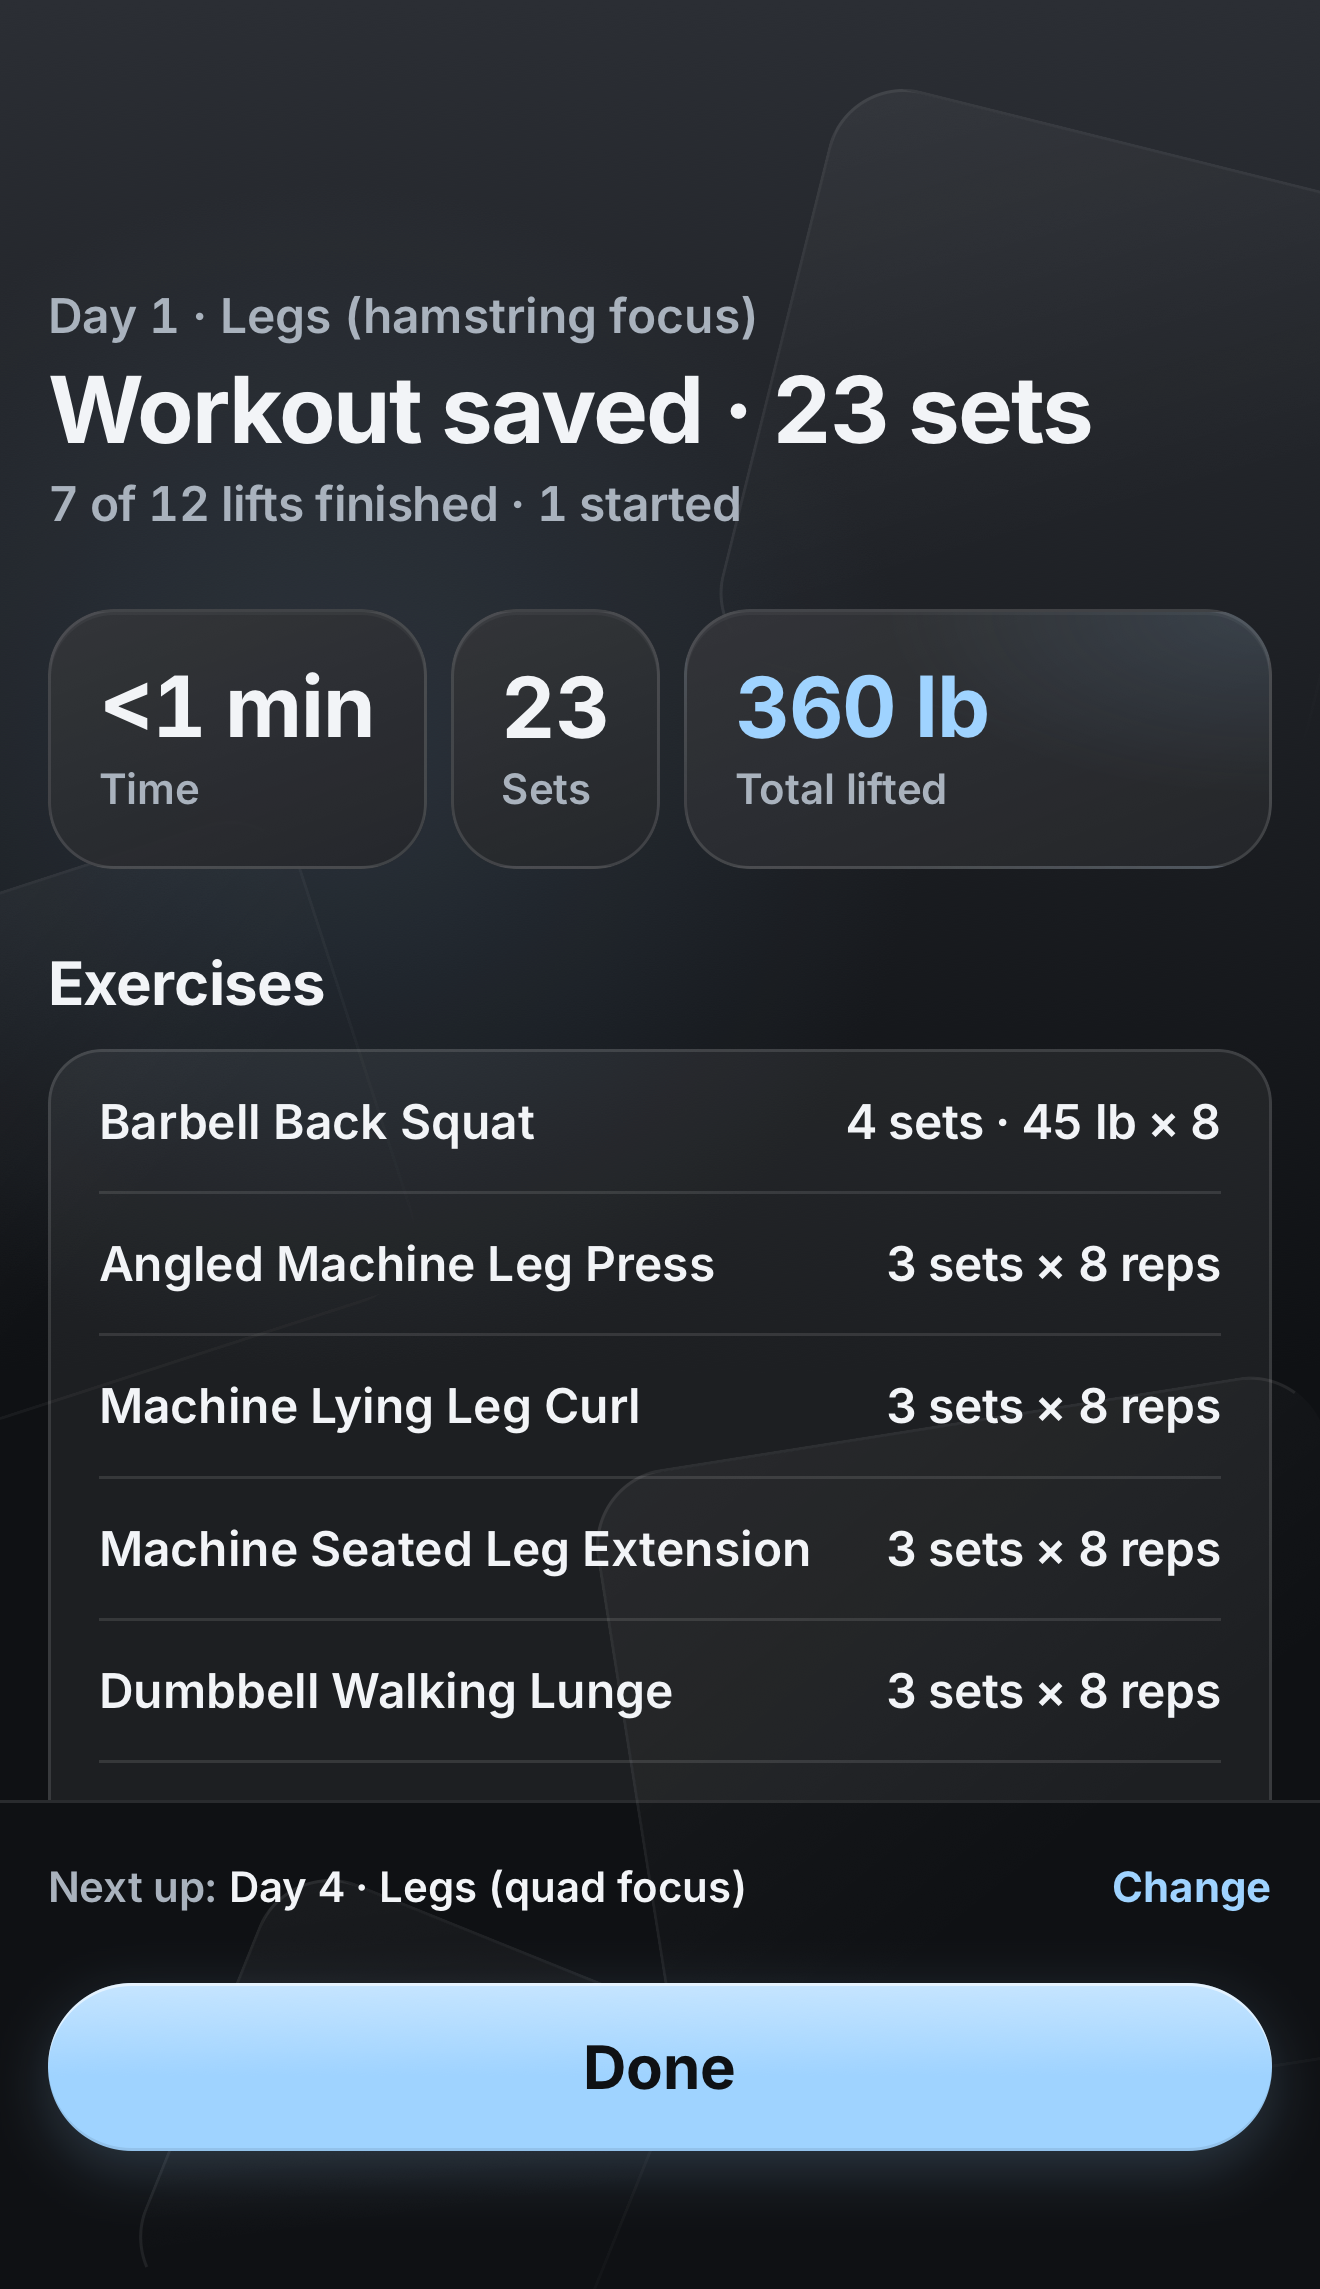 Day 1 · Legs (hamstring focus)
Workout saved · 23 sets
7 of 12 lifts finished · 1 started
<1 min
Time
23
Sets
360 lb
Total lifted
Exercises
Barbell Back Squat 4 sets · 45 lb × 8
Angled Machine Leg Press 3 sets × 8 reps
Machine Lying Leg Curl 3 sets × 8 reps
Machine Seated Leg Extension 3 sets × 8 reps
Dumbbell Walking Lunge 3 sets × 8 reps
Next up: Day 4 · Legs (quad focus) Change
Done